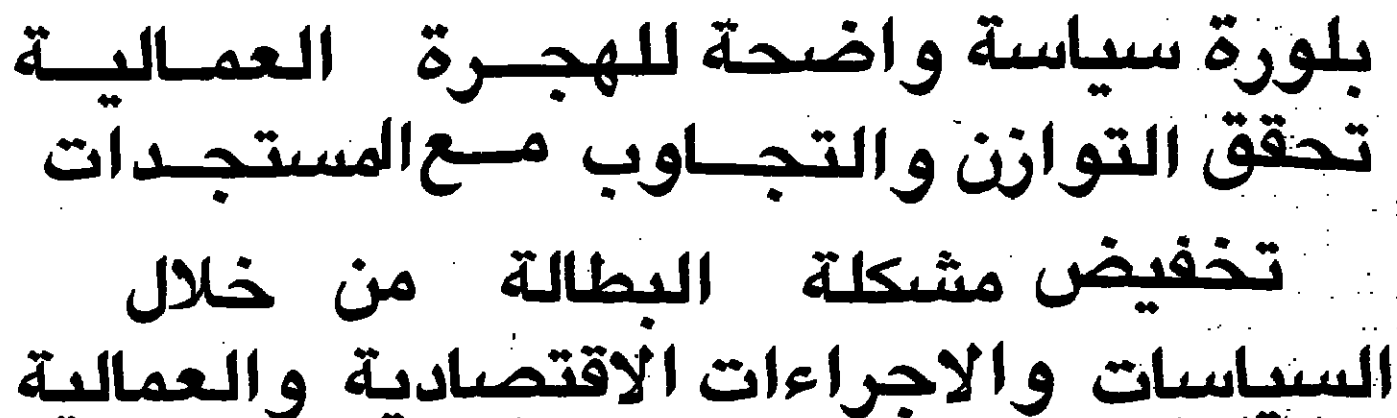 بلورة سياسة واضحة للهجرة العمالية
تحقق التوازن والتجاوب مع المستجدات
تخفيض مشكلة البطالة من خلال
السياسات والاجراءات الاقتصادية والعمالية